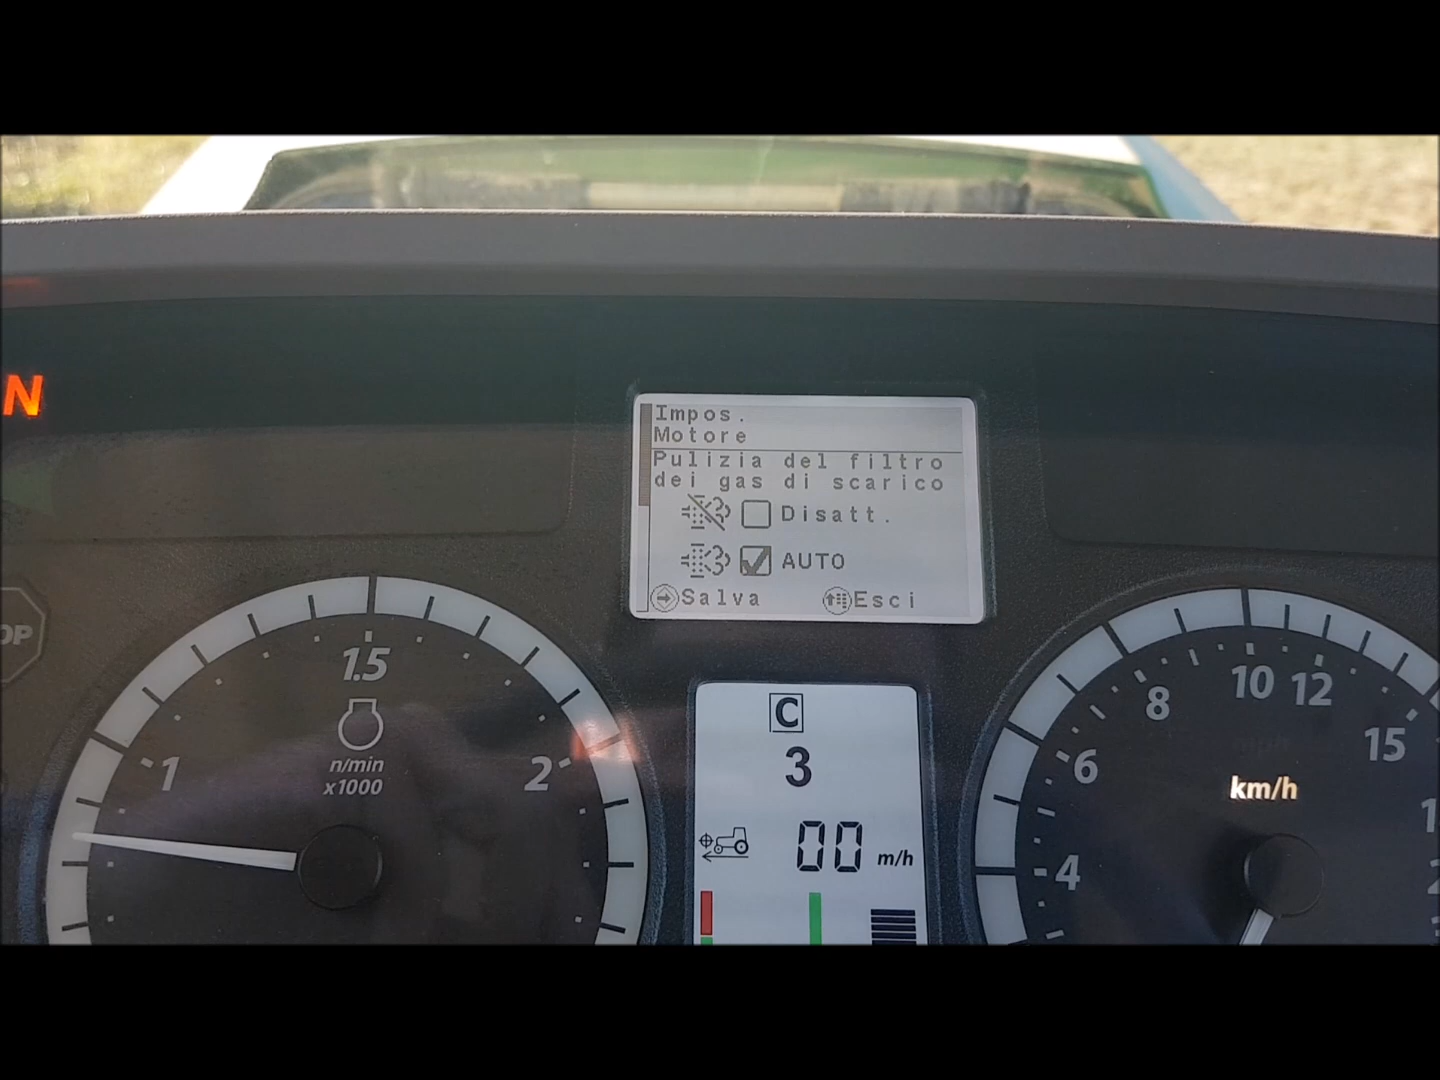 N
Impos.
Motore
Pulizia del filtro
dei gas di scarico
Disatt.
AUTO
Salva
Esci
OP
1
1.5
2
n/min
x1000
C
3
00 m/h
4
6
8
10
12
15
km/h